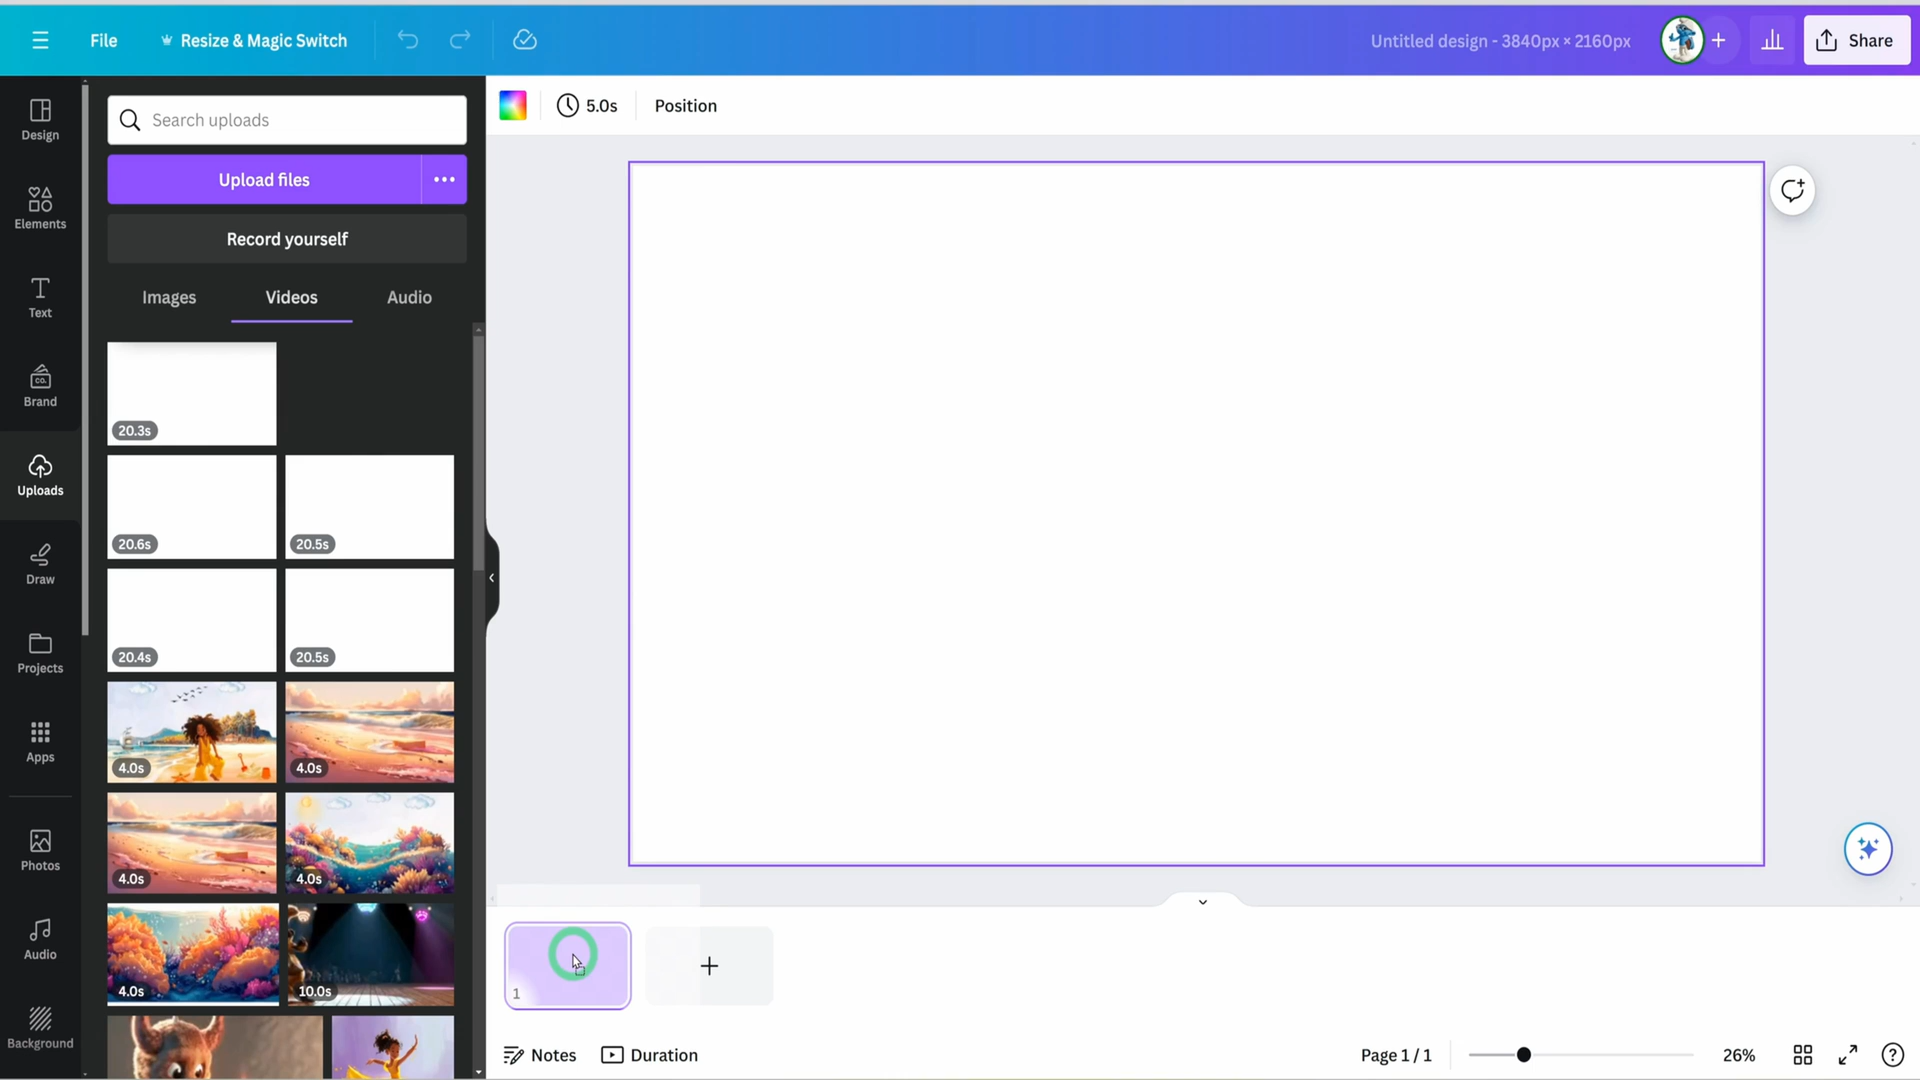 File
Resize & Magic Switch
Untitled design - 3840px × 2160px
Share
Design
Elements
Text
Brand
CO.
Uploads
Draw
Projects
Apps
Photos
Audio
Background
Search uploads
Upload files
Record yourself
Images
Videos
Audio
20.3s
20.6s
20.5s
20.4s
20.5s
4.0s
4.0s
4.0s
4.0s
4.0s
10.0s
5.0s
Position
1
Notes
Duration
Page 1 / 1
26%